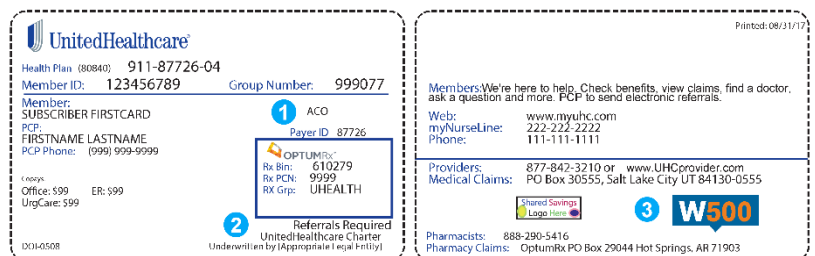 UnitedHealthcare®
Health Plan (80840) 911-87726-04
Member ID: 123456789 Group Number: 999077
Member:
SUBSCRIBER FIRSTCARD
1 ACO
PCP:
FIRSTNAME LASTNAME
Payer ID 87726
PCP Phone: (999) 999-9999
OPTUMRx™
Rx Bin: 610279
Rx PCN: 9999
RX Grp: UHEALTH
Copays
Office: $99 ER: $99
UrgCare: $99
2 Referrals Required
UnitedHealthcare Charter
DOI-0508 Underwritten by [Appropriate Legal Entity]
Printed: 08/31/17
Members:We're here to help. Check benefits, view claims, find a doctor,
ask a question and more. PCP to send electronic referrals.
Web: www.myuhc.com
myNurseLine: 222-222-2222
Phone: 111-111-1111
Providers: 877-842-3210 or www.UHCprovider.com
Medical Claims: PO Box 30555, Salt Lake City UT 84130-0555
Shared Savings
Logo Here
3 W500
Pharmacists: 888-290-5416
Pharmacy Claims: OptumRx PO Box 29044 Hot Springs, AR 71903